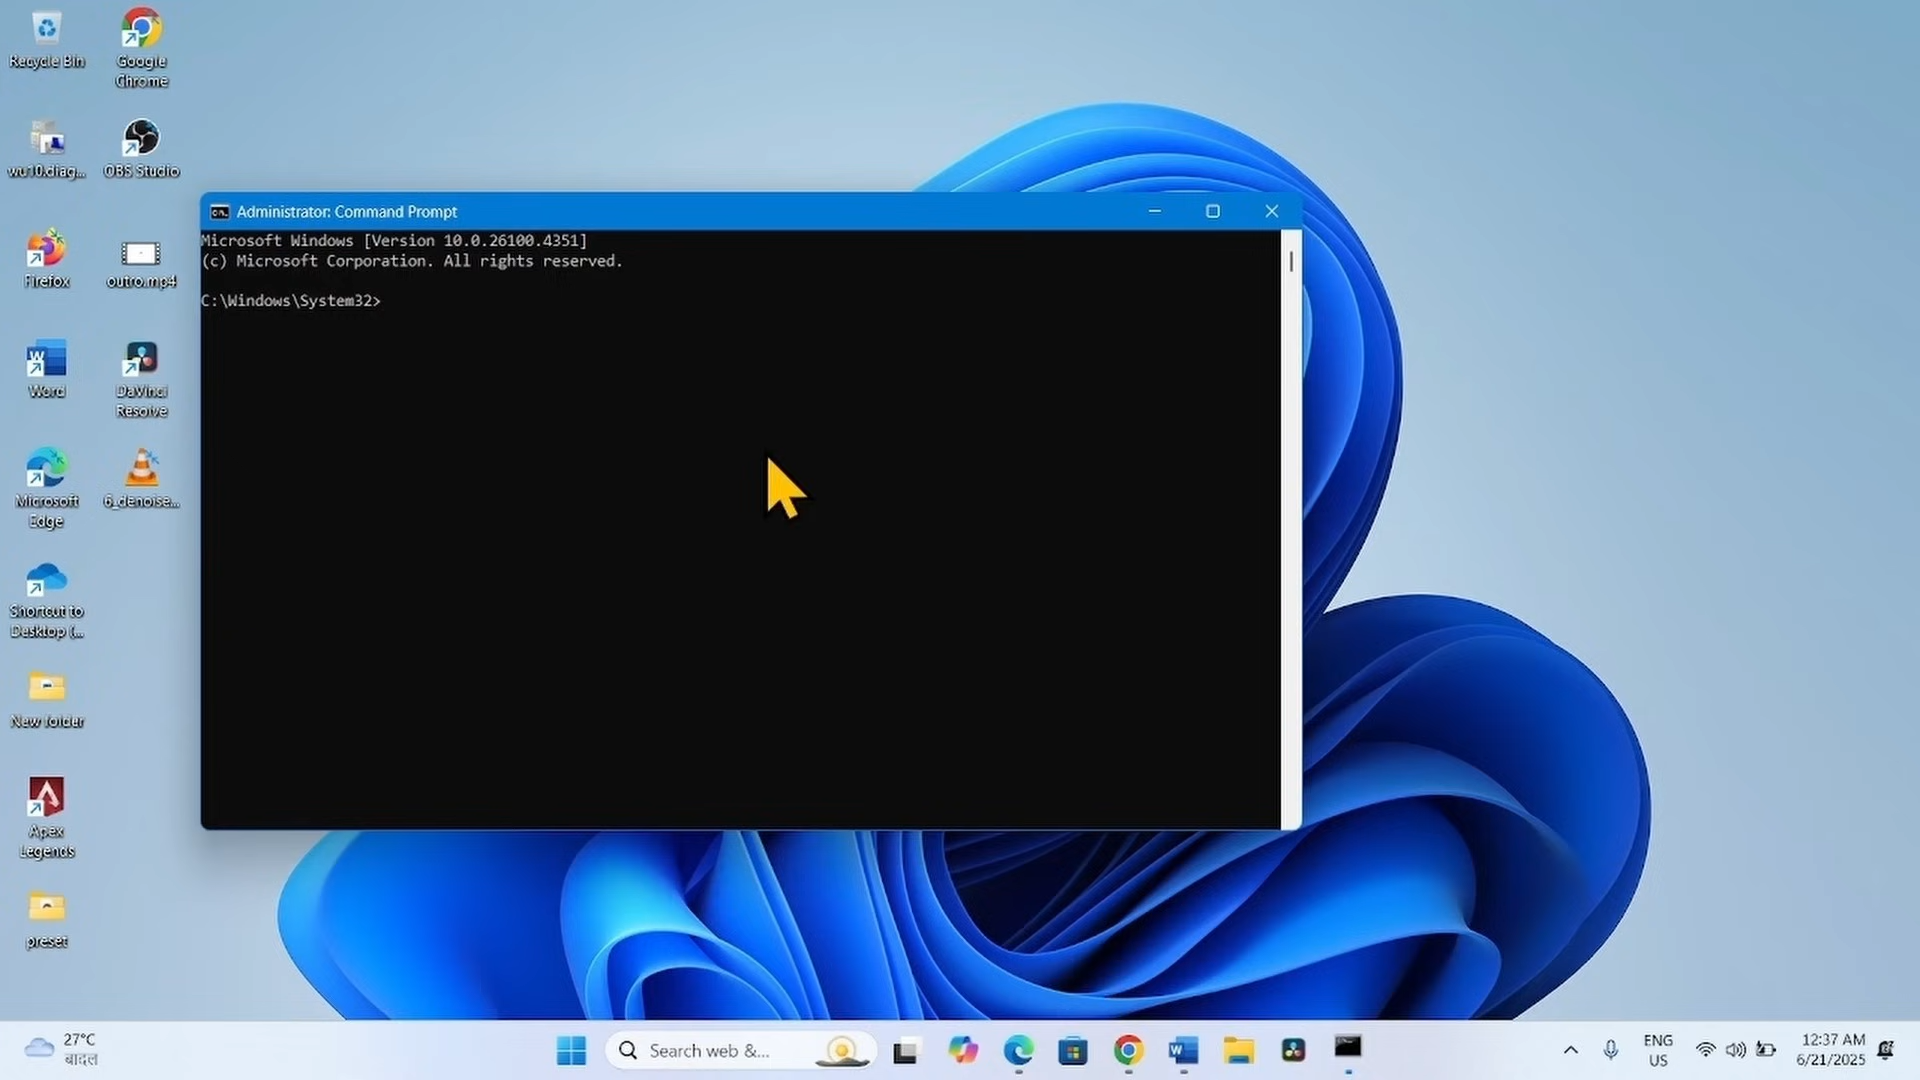 Recycle Bin
Google
Chrome
wu10.diag...
OBS Studio
Firefox
outro.mp4
Word
DaVinci
Resolve
Microsoft
Edge
6_denoise...
Shortcut to
Desktop (...
New folder
Apex
Legends
preset
Administrator: Command Prompt
Microsoft Windows [Version 10.0.26100.4351]
(c) Microsoft Corporation. All rights reserved.
C:\Windows\System32>
27°C
बादल
Search web &...
ENG
US
12:37 AM
6/21/2025